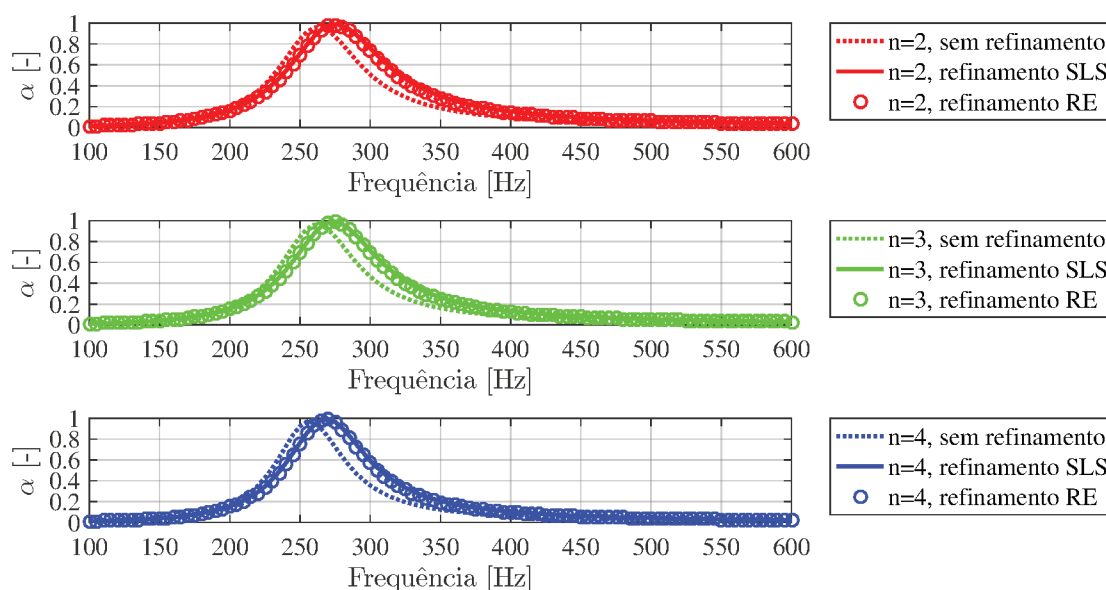 1
0.8
0.6
0.4
0.2
0
α [-]
100 150 200 250 300 350 400 450 500 550 600
Frequência [Hz]
n=2, sem refinamento
n=2, refinamento SLS
n=2, refinamento RE
1
0.8
0.6
0.4
0.2
0
α [-]
100 150 200 250 300 350 400 450 500 550 600
Frequência [Hz]
n=3, sem refinamento
n=3, refinamento SLS
n=3, refinamento RE
1
0.8
0.6
0.4
0.2
0
α [-]
100 150 200 250 300 350 400 450 500 550 600
Frequência [Hz]
n=4, sem refinamento
n=4, refinamento SLS
n=4, refinamento RE